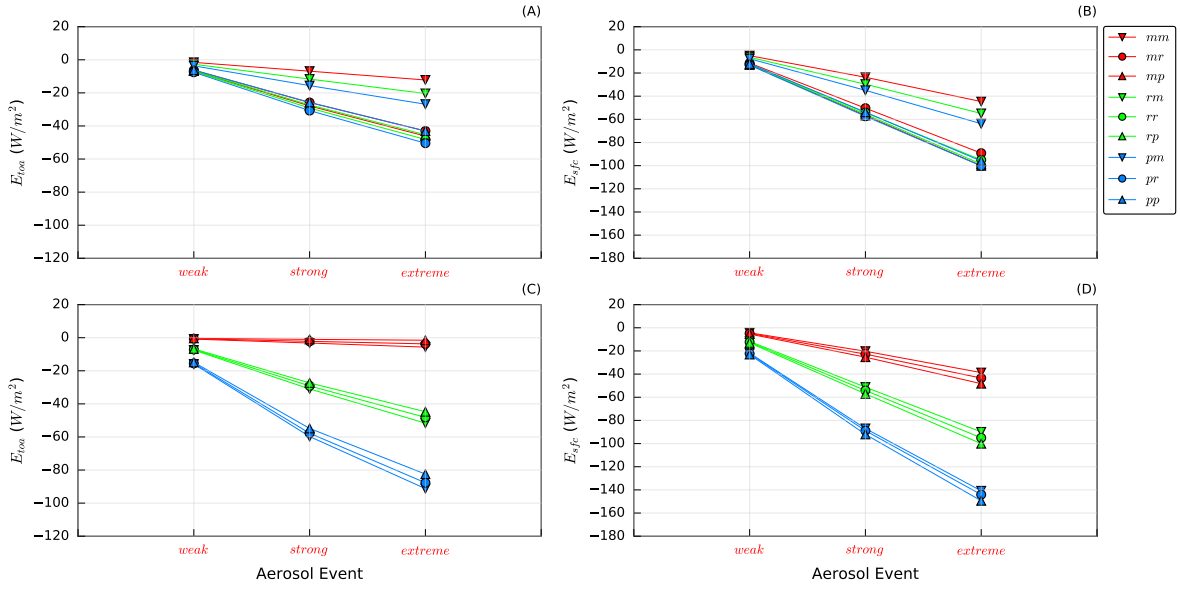 (A)
20
0
−20
−40
−60
−80
−100
−120
E_toa (W/m²)
weak strong extreme
(B)
20
0
−20
−40
−60
−80
−100
−120
−140
−160
−180
E_sfc (W/m²)
weak strong extreme
mm
mr
mp
rm
rr
rp
pm
pr
pp
(C)
20
0
−20
−40
−60
−80
−100
−120
E_toa (W/m²)
weak strong extreme
Aerosol Event
(D)
20
0
−20
−40
−60
−80
−100
−120
−140
−160
−180
E_sfc (W/m²)
weak strong extreme
Aerosol Event